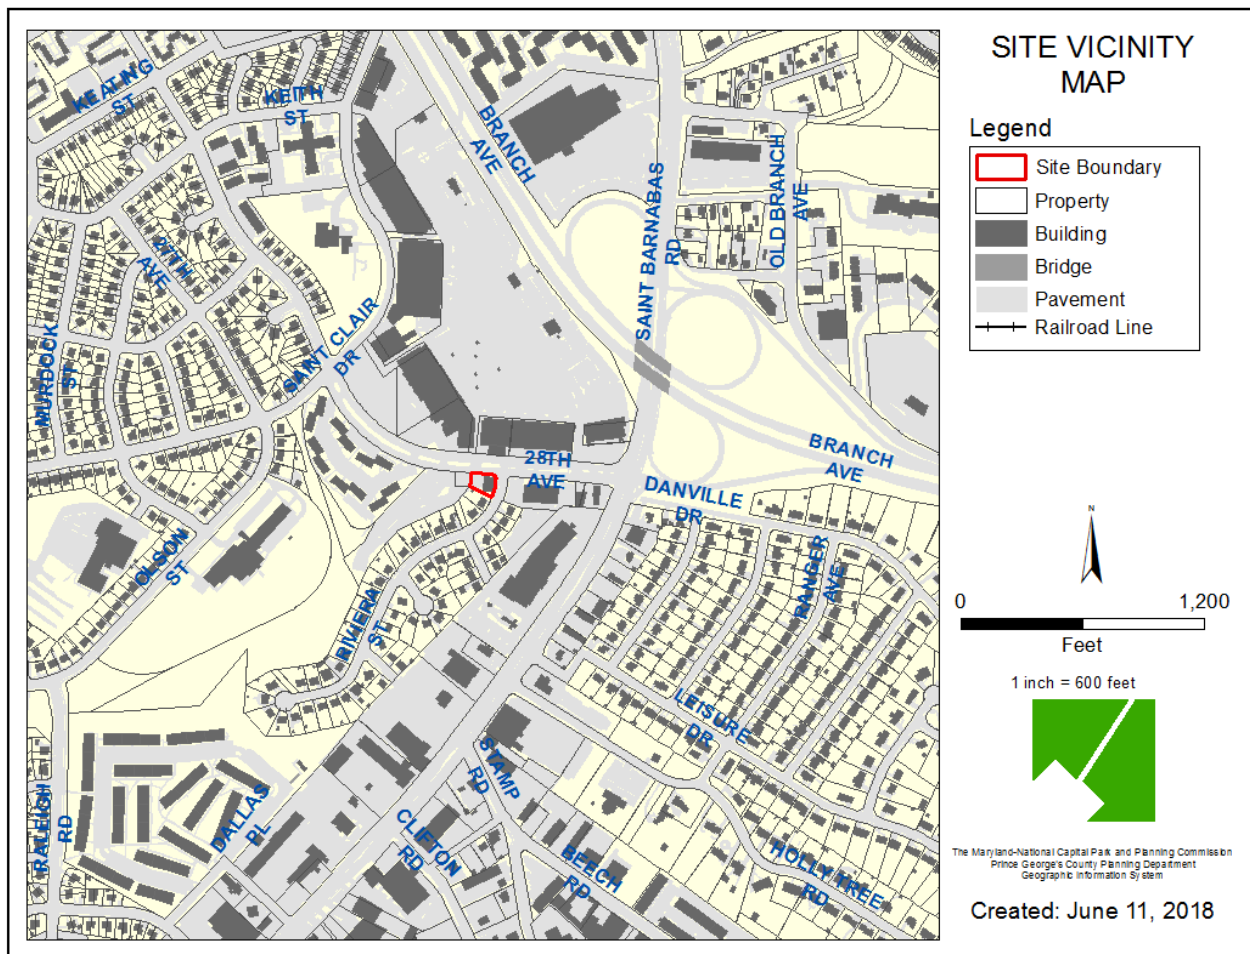 SITE VICINITY
MAP
Legend
Site Boundary
Property
Building
Bridge
Pavement
Railroad Line
N
0 1,200
Feet
1 inch = 600 feet
The Maryland-National Capital Park and Planning Commission
Prince George's County Planning Department
Geographic Information System
Created: June 11, 2018
KEATING
ST
KEITH
ST
BRANCH
AVE
SAINT BARNABAS
RD
OLD BRANCH
AVE
27TH
AVE
MURDOCK
ST
SAINT CLAIR
DR
28TH
AVE
BRANCH
AVE
DANVILLE
DR
OLSON
ST
RANGER
AVE
RIVIERA
ST
LEISURE
DR
STAMP
RD
RALEIGH
RD
DALLAS
PL
CLIFTON
RD
BEECH
RD
HOLLY TREE
RD